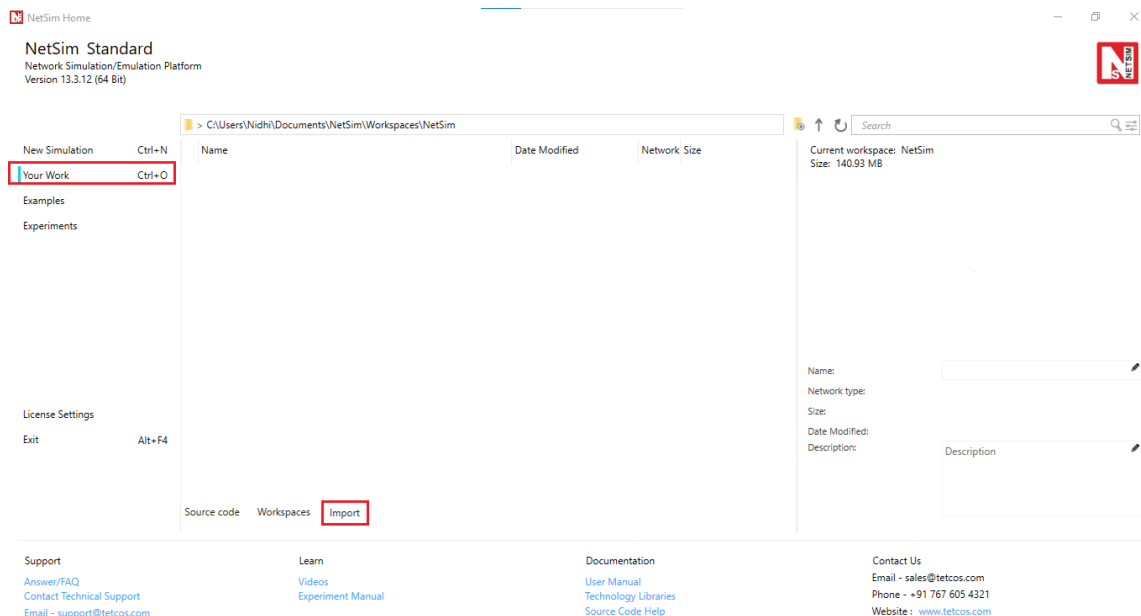 NetSim Home
NetSim Standard
Network Simulation/Emulation Platform
Version 13.3.12 (64 Bit)
NETSIM
> C:\Users\Nidhi\Documents\NetSim\Workspaces\NetSim
Search
New Simulation Ctrl+N
Your Work Ctrl+O
Examples
Experiments
License Settings
Exit Alt+F4
Name Date Modified Network Size
Source code Workspaces Import
Current workspace: NetSim
Size: 140.93 MB
Name:
Network type:
Size:
Date Modified:
Description: Description
Support
Answer/FAQ
Contact Technical Support
Email - support@tetcos.com
Learn
Videos
Experiment Manual
Documentation
User Manual
Technology Libraries
Source Code Help
Contact Us
Email - sales@tetcos.com
Phone - +91 767 605 4321
Website : www.tetcos.com